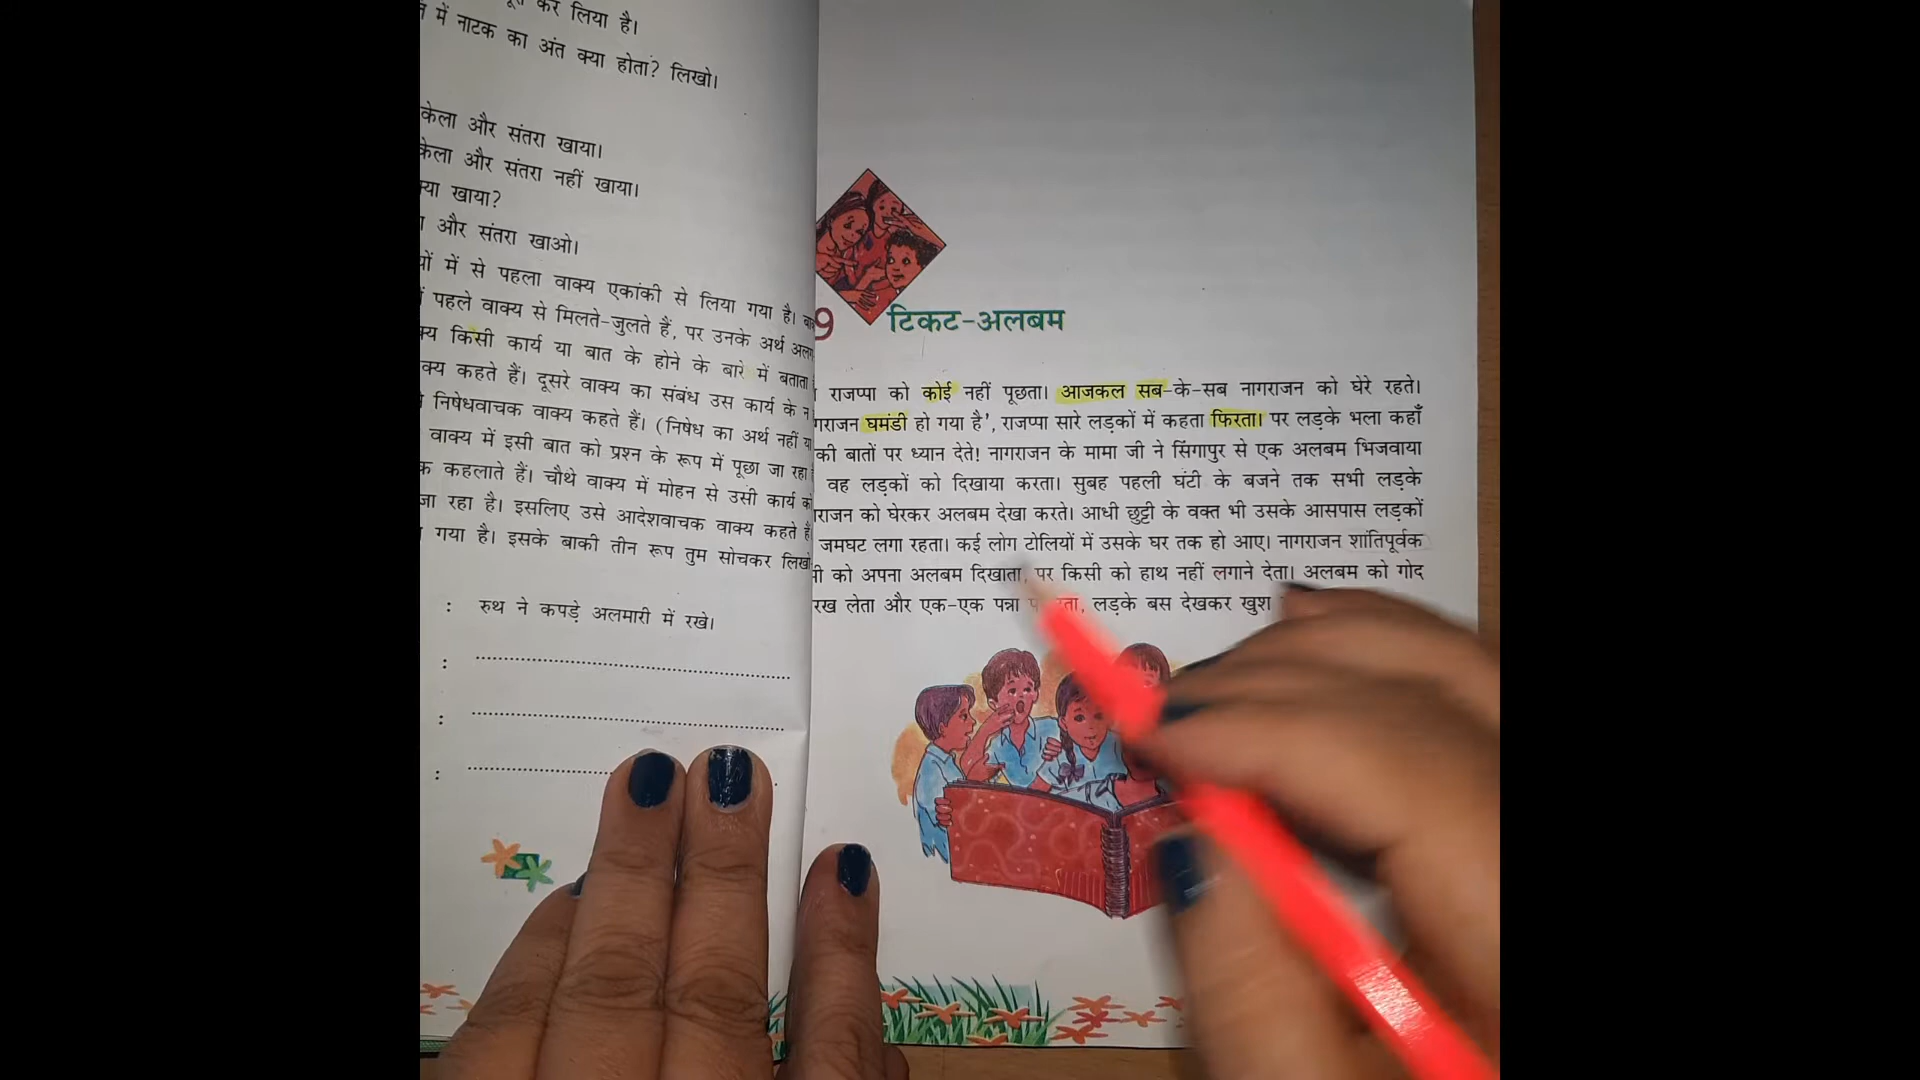 कर लिया है।
में नाटक का अंत क्या होता? लिखो।
केला और संतरा खाया।
केला और संतरा नहीं खाया।
क्या खाया?
और संतरा खाओ।
में से पहला वाक्य एकांकी से लिया गया है।
पहले वाक्य से मिलते-जुलते हैं, पर उनके अर्थ
किसी कार्य या बात के होने के बारे में बताता
कहते हैं। दूसरे वाक्य का संबंध उस कार्य के न
निषेधवाचक वाक्य कहते हैं। (निषेध का अर्थ नहीं
वाक्य में इसी बात को प्रश्न के रूप में पूछा जा रहा
कहलाते हैं। चौथे वाक्य में मोहन से उसी कार्य को
जा रहा है। इसलिए उसे आदेशवाचक वाक्य कहते
गया है। इसके बाकी तीन रूप तुम सोचकर लिखो
: रुथ ने कपड़े अलमारी में रखे।
:
:
:
9 टिकट-अलबम
राजप्पा को कोई नहीं पूछता। आजकल सब-के-सब नागराजन को घेरे रहते।
घमंडी हो गया है’, राजप्पा सारे लड़कों में कहता फिरता। पर लड़के भला कहाँ
की बातों पर ध्यान देते! नागराजन के मामा जी ने सिंगापुर से एक अलबम भिजवाया
वह लड़कों को दिखाया करता। सुबह पहली घंटी के बजने तक सभी लड़के
को घेरकर अलबम देखा करते। आधी छुट्टी के वक्त भी उसके आसपास लड़कों
जमघट लगा रहता। कई लोग टोलियों में उसके घर तक हो आए। नागराजन शांतिपूर्वक
को अपना अलबम दिखाता, पर किसी को हाथ नहीं लगाने देता। अलबम को गोद
रख लेता और एक-एक पन्ना लड़के बस देखकर खुश